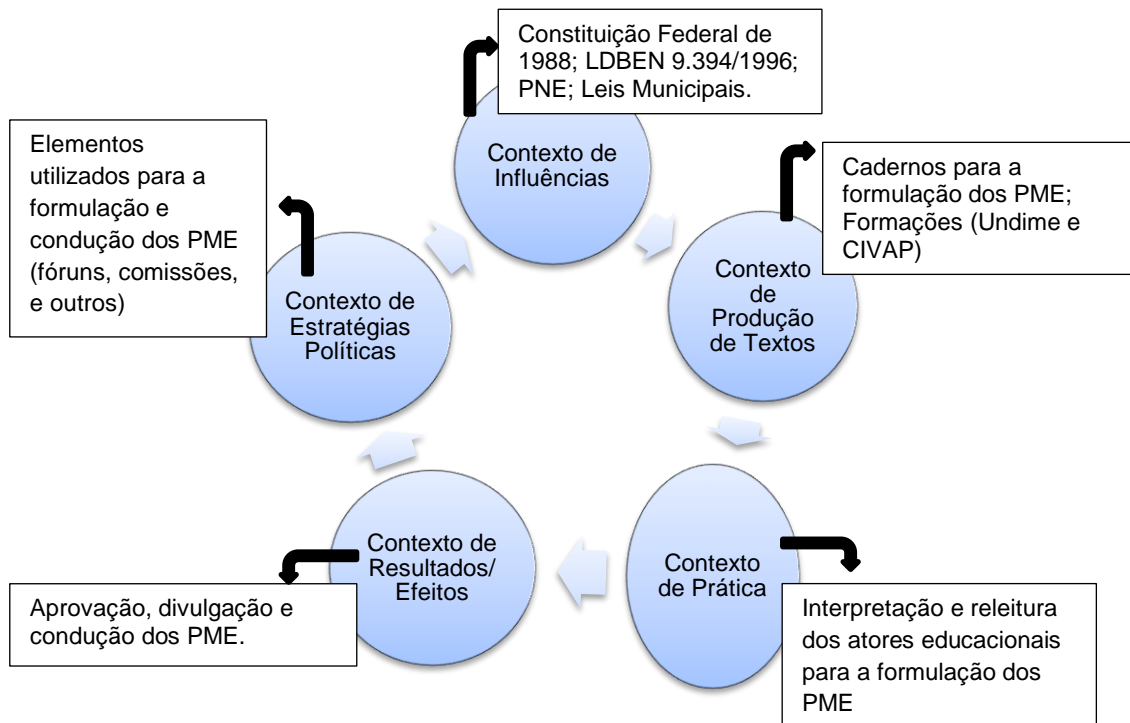 Constituição Federal de
1988; LDBEN 9.394/1996;
PNE; Leis Municipais.
Contexto de
Influências
Cadernos para a
formulação dos PME;
Formações (Undime e
CIVAP)
Contexto
de
Produção
de Textos
Contexto
de Prática
Interpretação e releitura
dos atores educacionais
para a formulação dos
PME
Contexto de
Resultados/
Efeitos
Aprovação, divulgação e
condução dos PME.
Contexto de
Estratégias
Políticas
Elementos
utilizados para a
formulação e
condução dos PME
(fóruns, comissões,
e outros)